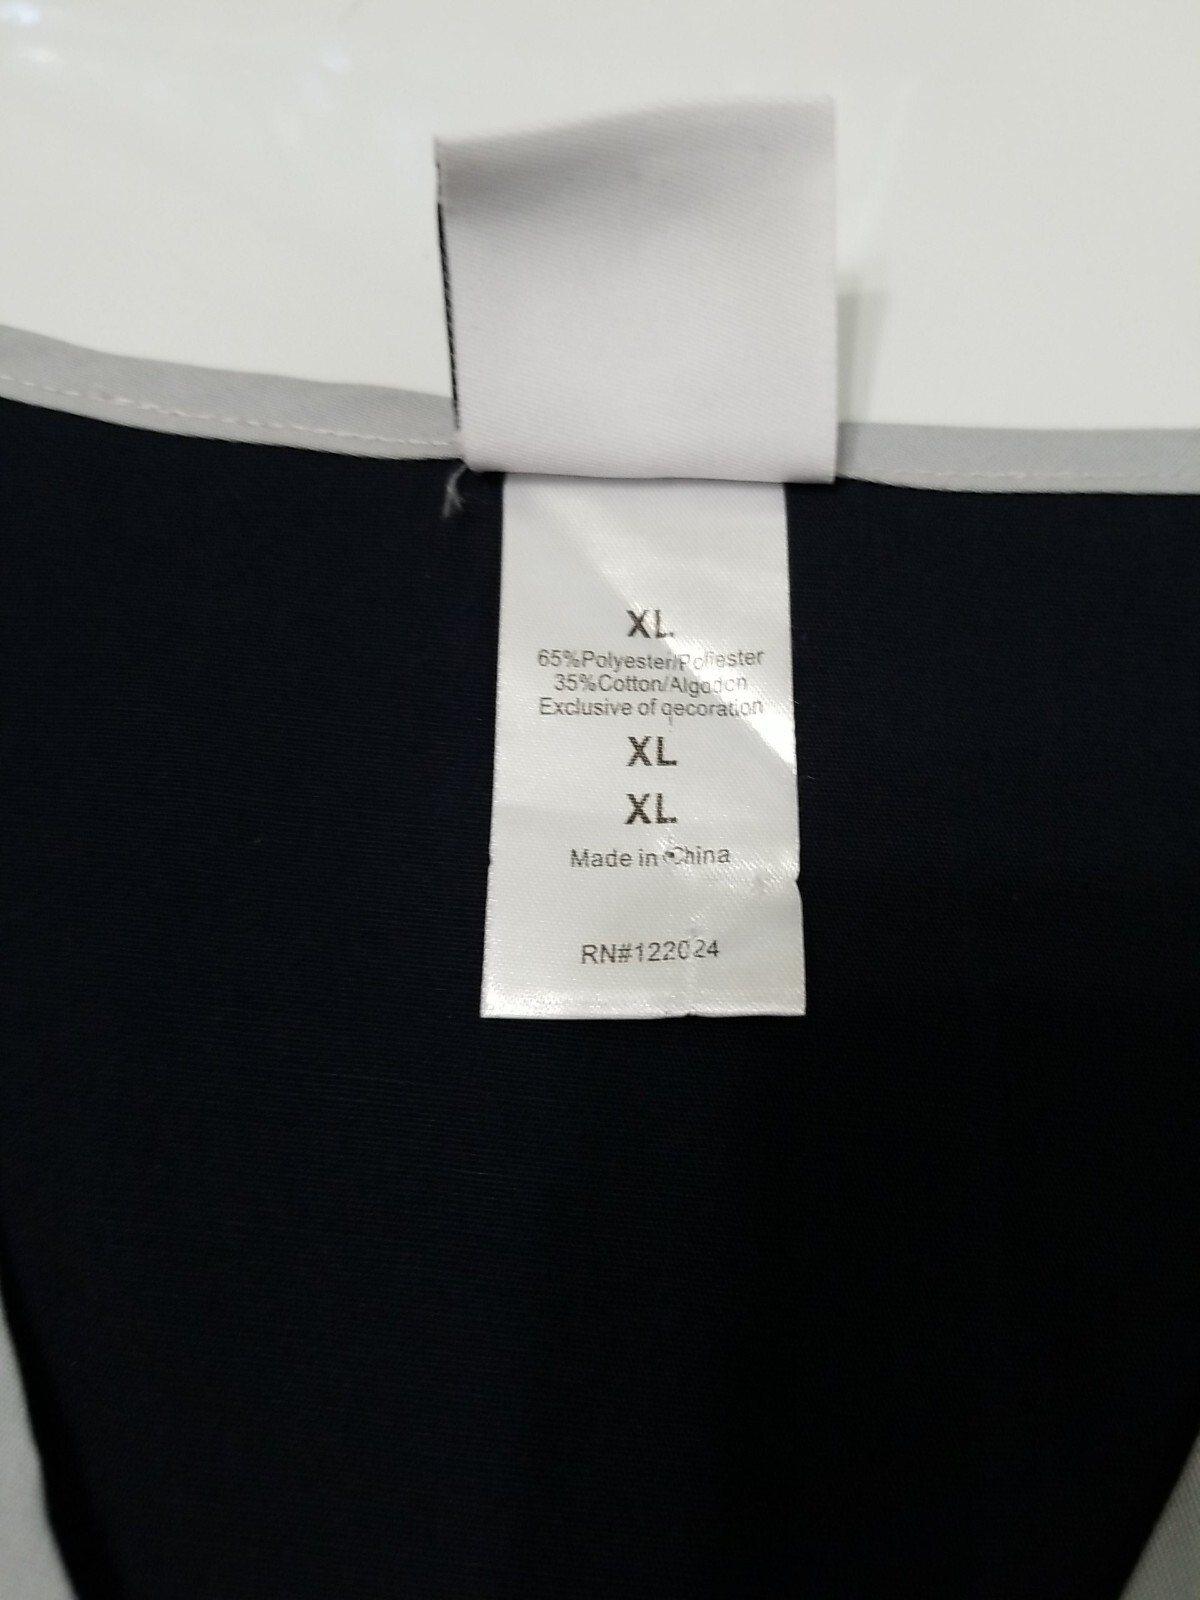 XL
65%Polyester/Poliester
35%Cotton/Algodon
Exclusive of decoration
XL
XL
Made in China
RN#122024